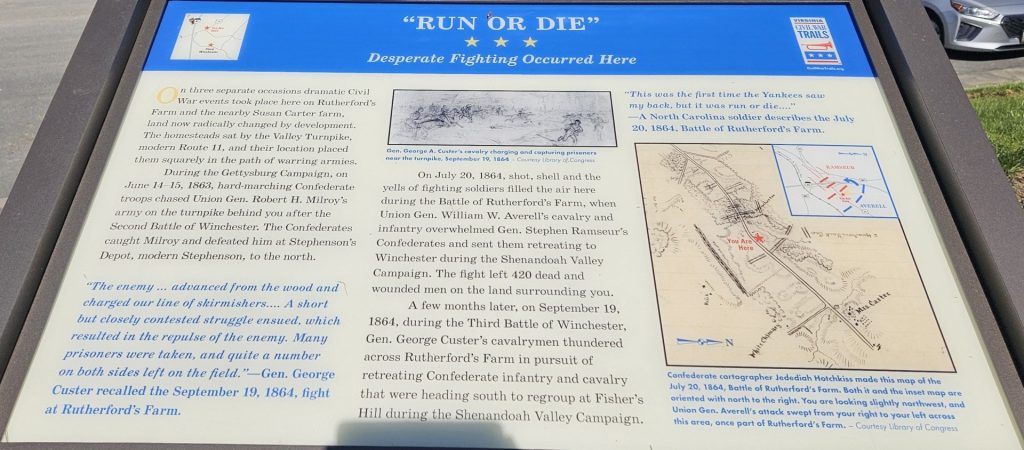 "RUN OR DIE"
Desperate Fighting Occurred Here
VIRGINIA
CIVIL WAR
TRAILS
On three separate occasions dramatic Civil
War events took place here on Rutherford's
Farm and the nearby Susan Carter farm,
land now radically changed by development.
The homesteads sat by the Valley Turnpike,
modern Route 11, and their location placed
them squarely in the path of warring armies.
During the Gettysburg Campaign, on
June 14–15, 1863, hard-marching Confederate
troops chased Union Gen. Robert H. Milroy's
army on the turnpike behind you after the
Second Battle of Winchester. The Confederates
caught Milroy and defeated him at Stephenson's
Depot, modern Stephenson, to the north.
"The enemy ... advanced from the wood and
charged our line of skirmishers.... A short
but closely contested struggle ensued, which
resulted in the repulse of the enemy. Many
prisoners were taken, and quite a number
on both sides left on the field."—Gen. George
Custer recalled the September 19, 1864, fight
at Rutherford's Farm.
Gen. George A. Custer's cavalry charging and capturing prisoners
near the turnpike, September 19, 1864 – Courtesy Library of Congress
On July 20, 1864, shot, shell and the
yells of fighting soldiers filled the air here
during the Battle of Rutherford's Farm, when
Union Gen. William W. Averell's cavalry and
infantry overwhelmed Gen. Stephen Ramseur's
Confederates and sent them retreating to
Winchester during the Shenandoah Valley
Campaign. The fight left 420 dead and
wounded men on the land surrounding you.
A few months later, on September 19,
1864, during the Third Battle of Winchester,
Gen. George Custer's cavalrymen thundered
across Rutherford's Farm in pursuit of
retreating Confederate infantry and cavalry
that were heading south to regroup at Fisher's
Hill during the Shenandoah Valley Campaign.
"This was the first time the Yankees saw
my back, but it was run or die...."
—A North Carolina soldier describes the July
20, 1864, Battle of Rutherford's Farm.
RAMSEUR
AVERELL
You Are
Here
Mrs Carter
White Chimney
N
Confederate cartographer Jedediah Hotchkiss made this map of the
July 20, 1864, Battle of Rutherford's Farm. Both it and the inset map are
oriented with north to the right. You are looking slightly northwest, and
Union Gen. Averell's attack swept from your right to your left across
this area, once part of Rutherford's Farm. – Courtesy Library of Congress